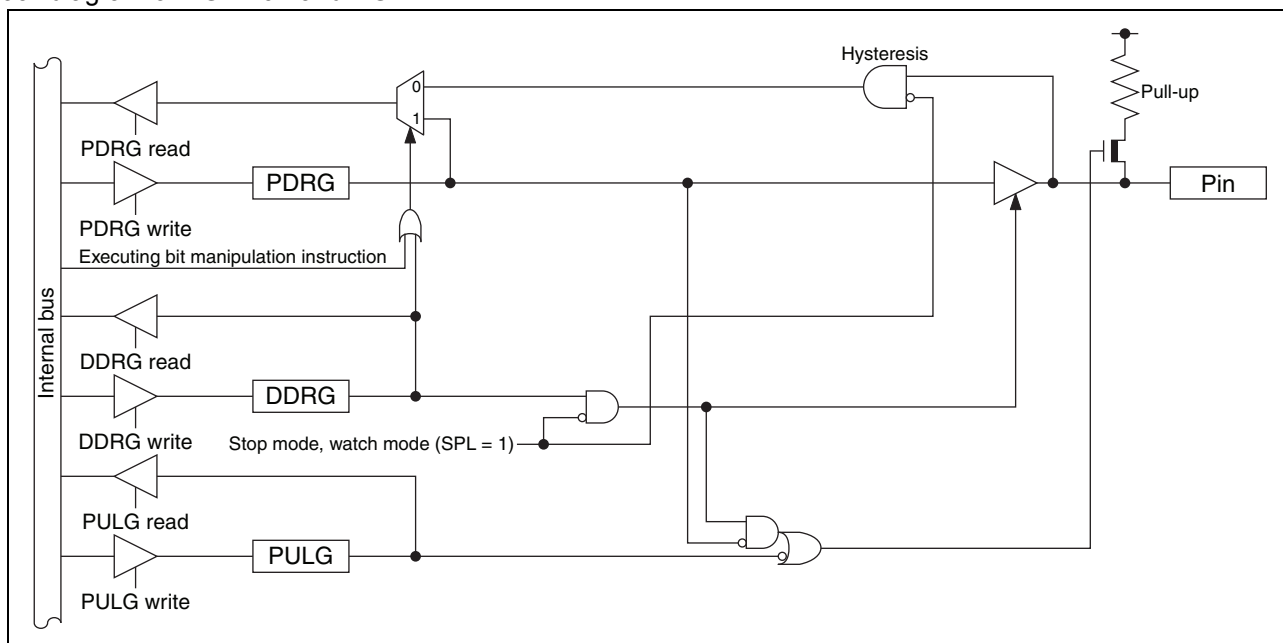 Hysteresis
0
Pull-up
1
PDRG read
PDRG
Pin
PDRG write
Executing bit manipulation instruction
Internal bus
DDRG read
DDRG
DDRG write
Stop mode, watch mode (SPL = 1)
PULG read
PULG
PULG write